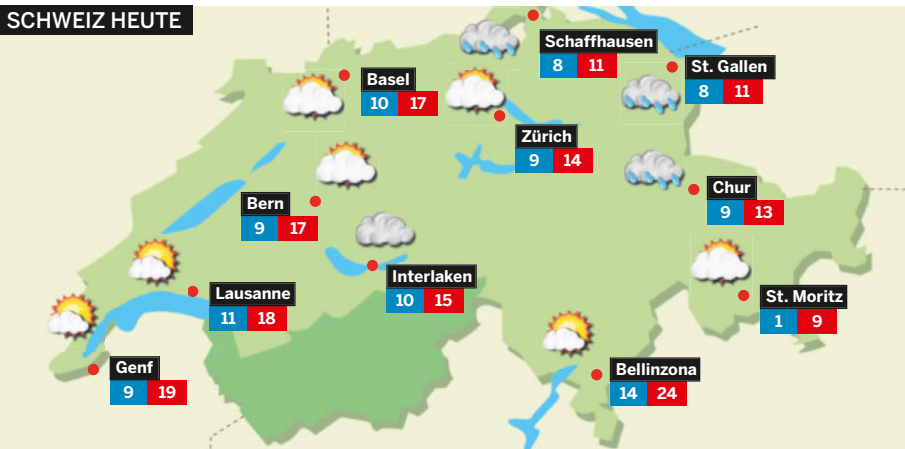 SCHWEIZ HEUTE
Schaffhausen
8 11
St. Gallen
8 11
Basel
10 17
Zürich
9 14
Chur
9 13
Bern
9 17
Interlaken
10 15
Lausanne
11 18
St. Moritz
1 9
Genf
9 19
Bellinzona
14 24